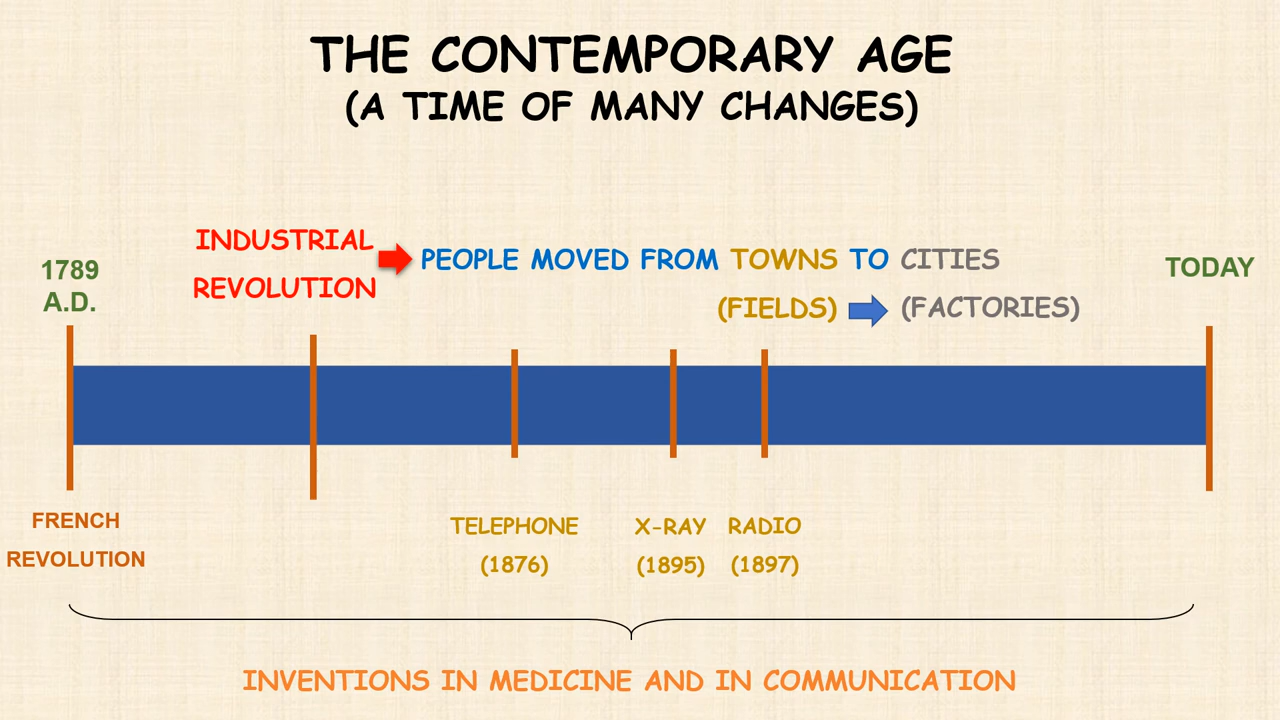 THE CONTEMPORARY AGE
(A TIME OF MANY CHANGES)
1789
A.D.
INDUSTRIAL
REVOLUTION
PEOPLE MOVED FROM TOWNS TO CITIES
(FIELDS) (FACTORIES)
TODAY
FRENCH
REVOLUTION
TELEPHONE
(1876)
X-RAY
(1895)
RADIO
(1897)
INVENTIONS IN MEDICINE AND IN COMMUNICATION